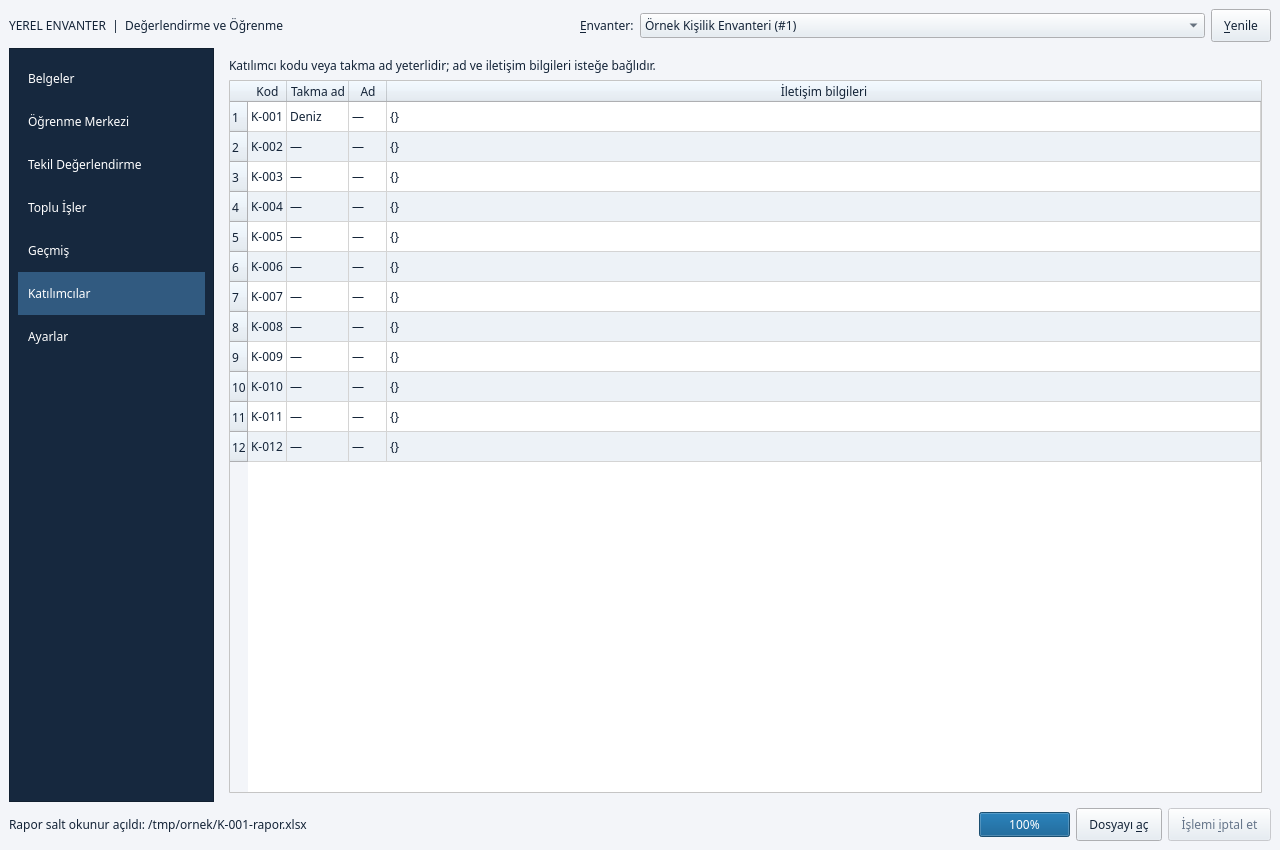 YEREL ENVANTER | Değerlendirme ve Öğrenme Envanter: Örnek Kişilik Envanteri (#1) Yenile
Belgeler
Öğrenme Merkezi
Tekil Değerlendirme
Toplu İşler
Geçmiş
Katılımcılar
Ayarlar
Katılımcı kodu veya takma ad yeterlidir; ad ve iletişim bilgileri isteğe bağlıdır.
Kod Takma ad Ad İletişim bilgileri
1 K-001 Deniz — {}
2 K-002 — — {}
3 K-003 — — {}
4 K-004 — — {}
5 K-005 — — {}
6 K-006 — — {}
7 K-007 — — {}
8 K-008 — — {}
9 K-009 — — {}
10 K-010 — — {}
11 K-011 — — {}
12 K-012 — — {}
Rapor salt okunur açıldı: /tmp/ornek/K-001-rapor.xlsx 100% Dosyayı aç İşlemi iptal et